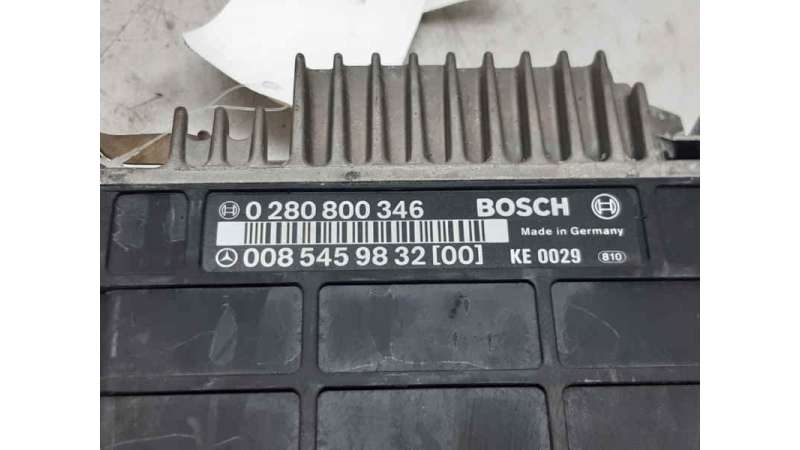 0 280 800 346 BOSCH
Made in Germany
008 545 98 32 [00] KE 0029 810